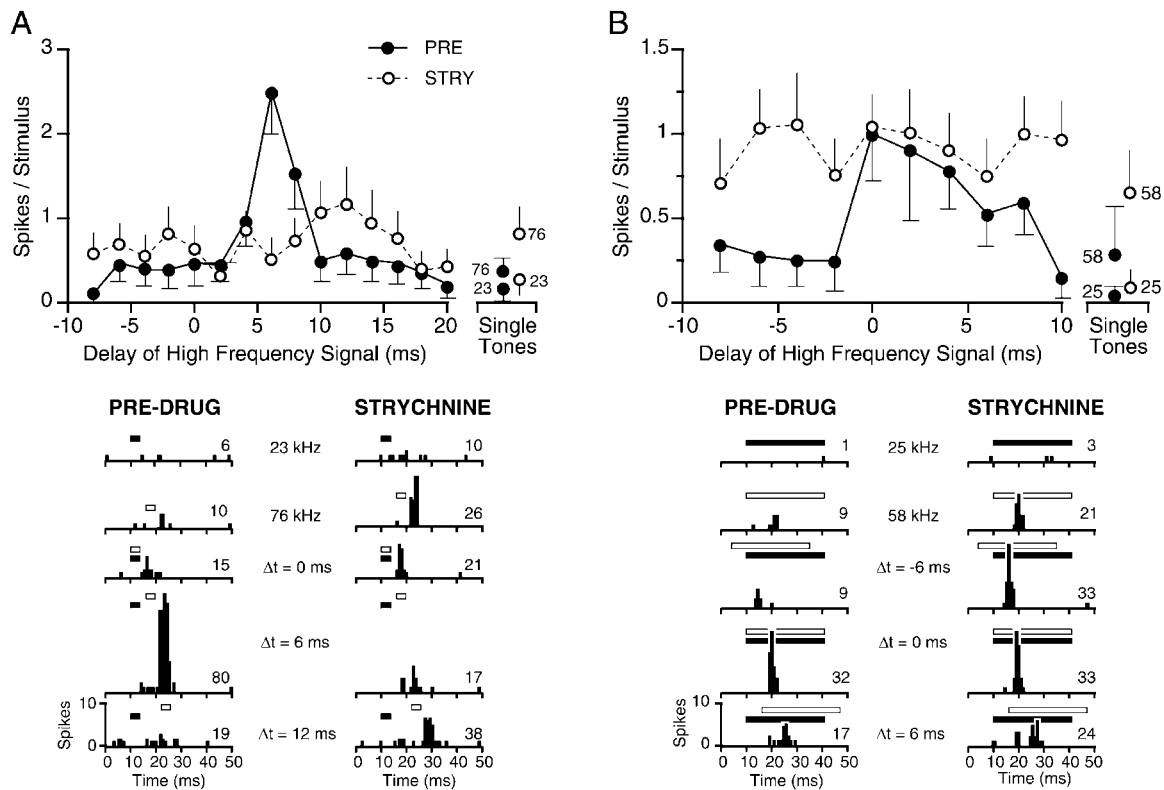 A
B
3
2
1
0
Spikes / Stimulus
PRE
STRY
-10 -5 0 5 10 15 20
Delay of High Frequency Signal (ms)
76
23
76
23
Single
Tones
1.5
1
0.5
0
Spikes / Stimulus
-10 -5 0 5 10
Delay of High Frequency Signal (ms)
58
25
58
25
Single
Tones
PRE-DRUG STRYCHNINE
6 23 kHz 10
10 76 kHz 26
15 Δt = 0 ms 21
80 Δt = 6 ms 17
19 Δt = 12 ms 38
10
0
Spikes
0 10 20 30 40 50
Time (ms)
0 10 20 30 40 50
Time (ms)
PRE-DRUG STRYCHNINE
1 25 kHz 3
9 58 kHz 21
9 Δt = -6 ms 33
32 Δt = 0 ms 33
17 Δt = 6 ms 24
10
0
Spikes
0 10 20 30 40 50
Time (ms)
0 10 20 30 40 50
Time (ms)